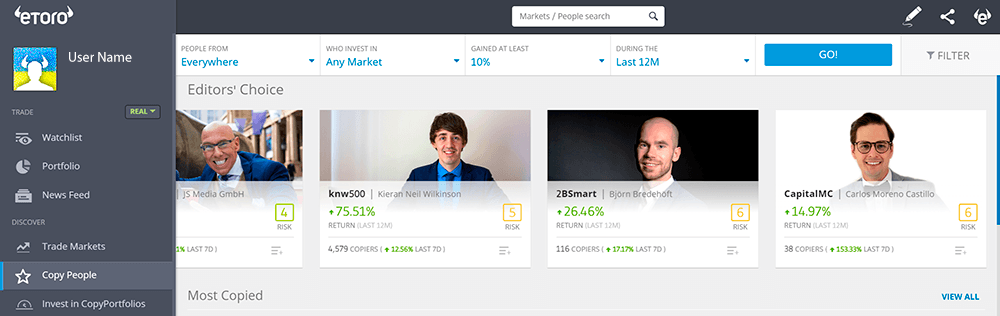 eToro
Markets / People search
User Name
TRADE
REAL
Watchlist
Portfolio
News Feed
DISCOVER
Trade Markets
Copy People
Invest in CopyPortfolios
PEOPLE FROM
Everywhere
WHO INVEST IN
Any Market
GAINED AT LEAST
10%
DURING THE
Last 12M
GO!
FILTER
Editors' Choice
JS Media GmbH
4
RISK
1% LAST 7D )
knw500 | Kieran Neil Wilkinson
75.51%
5
RETURN (LAST 12M)
RISK
4,579 COPIERS ( 12.56% LAST 7D )
2BSmart | Björn Bredehöft
26.46%
6
RETURN (LAST 12M)
RISK
116 COPIERS ( 17.17% LAST 7D )
CapitalMC | Carlos Moreno Castillo
14.97%
6
RETURN (LAST 12M)
RISK
38 COPIERS ( 153.33% LAST 7D )
Most Copied
VIEW ALL